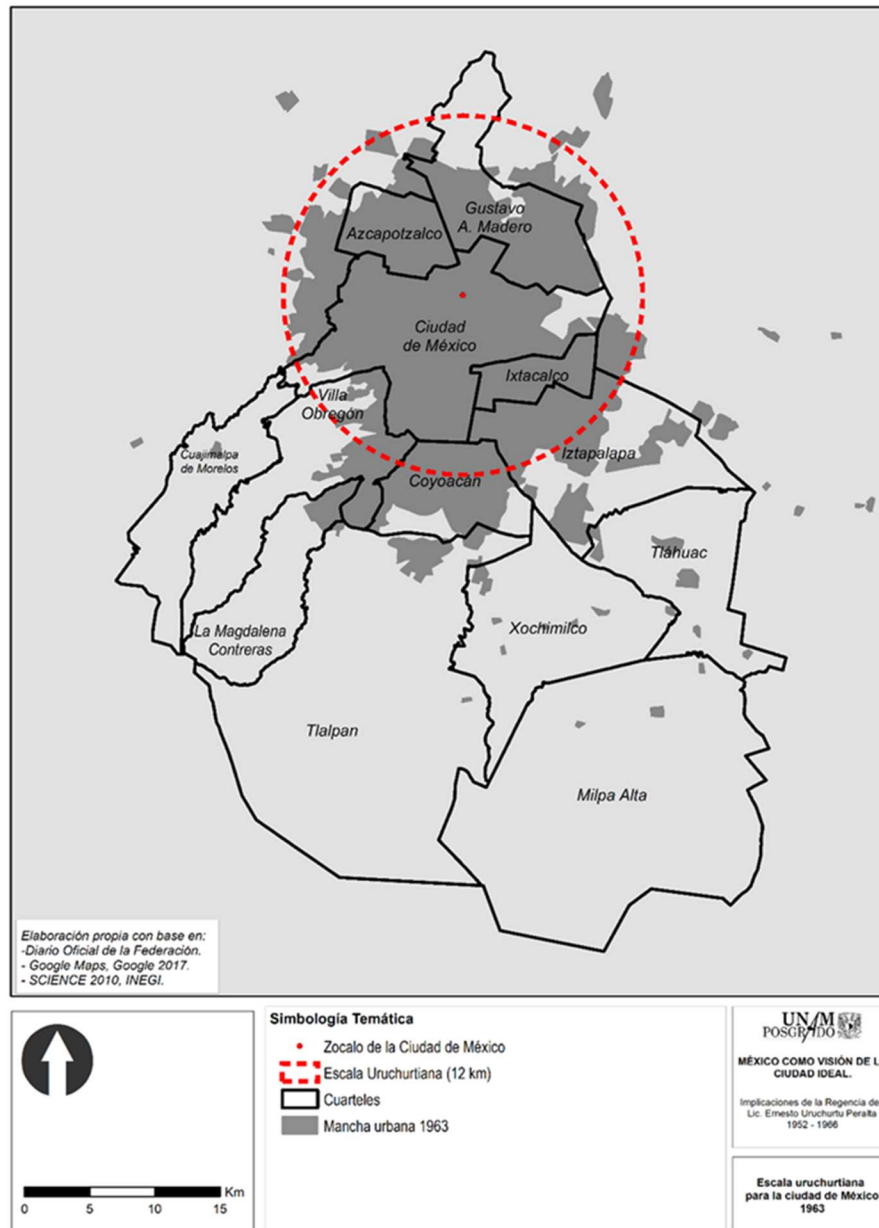 Gustavo
A. Madero
Azcapotzalco
Ciudad
de México
Ixtacalco
Villa
Obregón
Cuajimalpa
de Morelos
Iztapalapa
Coyoacán
Tláhuac
La Magdalena
Contreras
Xochimilco
Tlalpan
Milpa Alta
Elaboración propia con base en:
-Diario Oficial de la Federación.
- Google Maps, Google 2017.
- SCIENCE 2010, INEGI.
Simbología Temática
Zocalo de la Ciudad de México
Escala Uruchurtiana (12 km)
Cuarteles
Mancha urbana 1963
Km
0 5 10 15
UNAM
POSGRADO
MÉXICO COMO VISIÓN DE L
CIUDAD IDEAL.
Implicaciones de la Regencia de
Lic. Ernesto Uruchurtu Peralta
1952 - 1966
Escala uruchurtiana
para la ciudad de México
1963